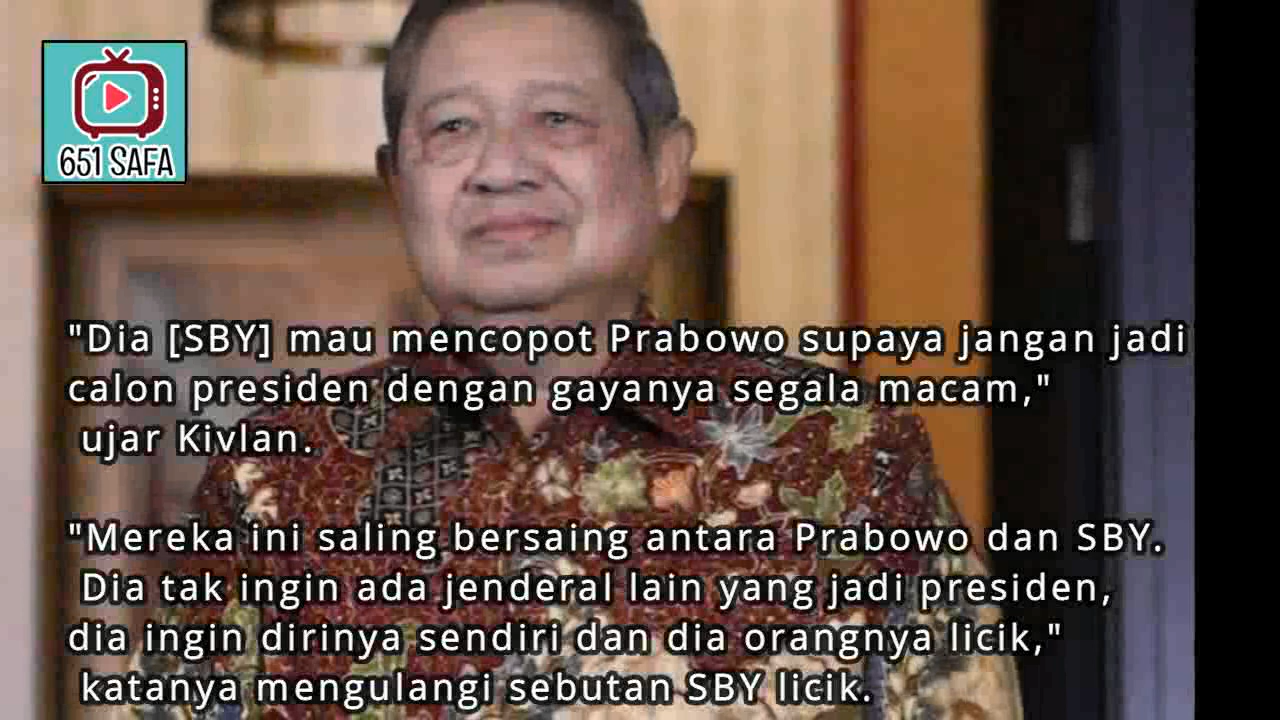 651 SAFA
"Dia [SBY] mau mencopot Prabowo supaya jangan jadi
calon presiden dengan gayanya segala macam,"
ujar Kivlan.
"Mereka ini saling bersaing antara Prabowo dan SBY.
Dia tak ingin ada jenderal lain yang jadi presiden,
dia ingin dirinya sendiri dan dia orangnya licik,"
katanya mengulangi sebutan SBY licik.